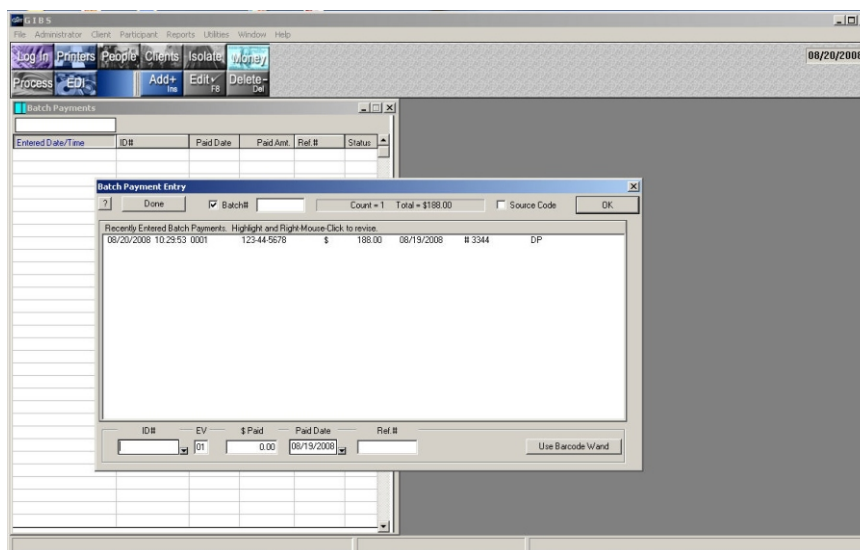 GIBS
File Administrator Client Participant Reports Utilities Window Help
Log In Printers People Clients Isolate Money
08/20/2008
Process EDI Add+ Ins Edit✓ F8 Delete- Del
Batch Payments
Entered Date/Time ID# Paid Date Paid Amt. Ref.# Status
Batch Payment Entry
? Done Batch# Count = 1 Total = $188.00 Source Code OK
Recently Entered Batch Payments. Highlight and Right-Mouse-Click to revise.
08/20/2008 10:29:53 0001 123-44-5678 $ 188.00 08/19/2008 # 3344 DP
ID# EV $ Paid Paid Date Ref.#
01 0.00 08/19/2008 Use Barcode Wand